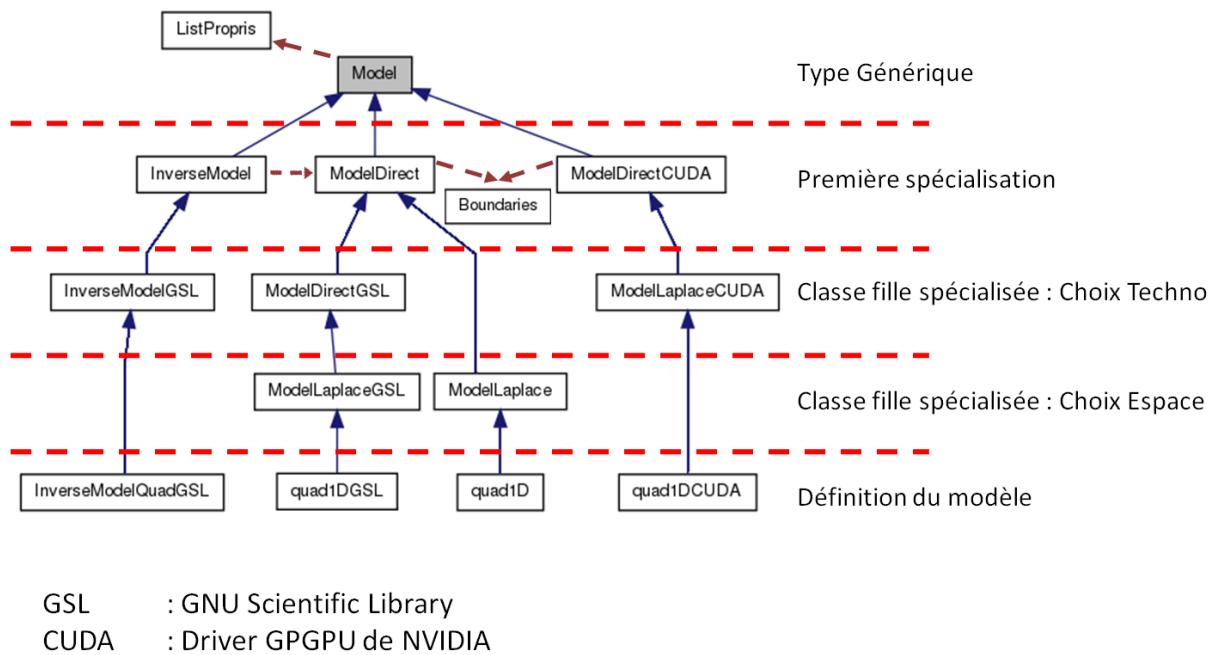 ListPropris
Model
Type Générique
InverseModel
ModelDirect
ModelDirectCUDA
Première spécialisation
Boundaries
InverseModelGSL
ModelDirectGSL
ModelLaplaceCUDA
Classe fille spécialisée : Choix Techno
ModelLaplaceGSL
ModelLaplace
Classe fille spécialisée : Choix Espace
InverseModelQuadGSL
quad1DGSL
quad1D
quad1DCUDA
Définition du modèle
GSL : GNU Scientific Library
CUDA : Driver GPGPU de NVIDIA